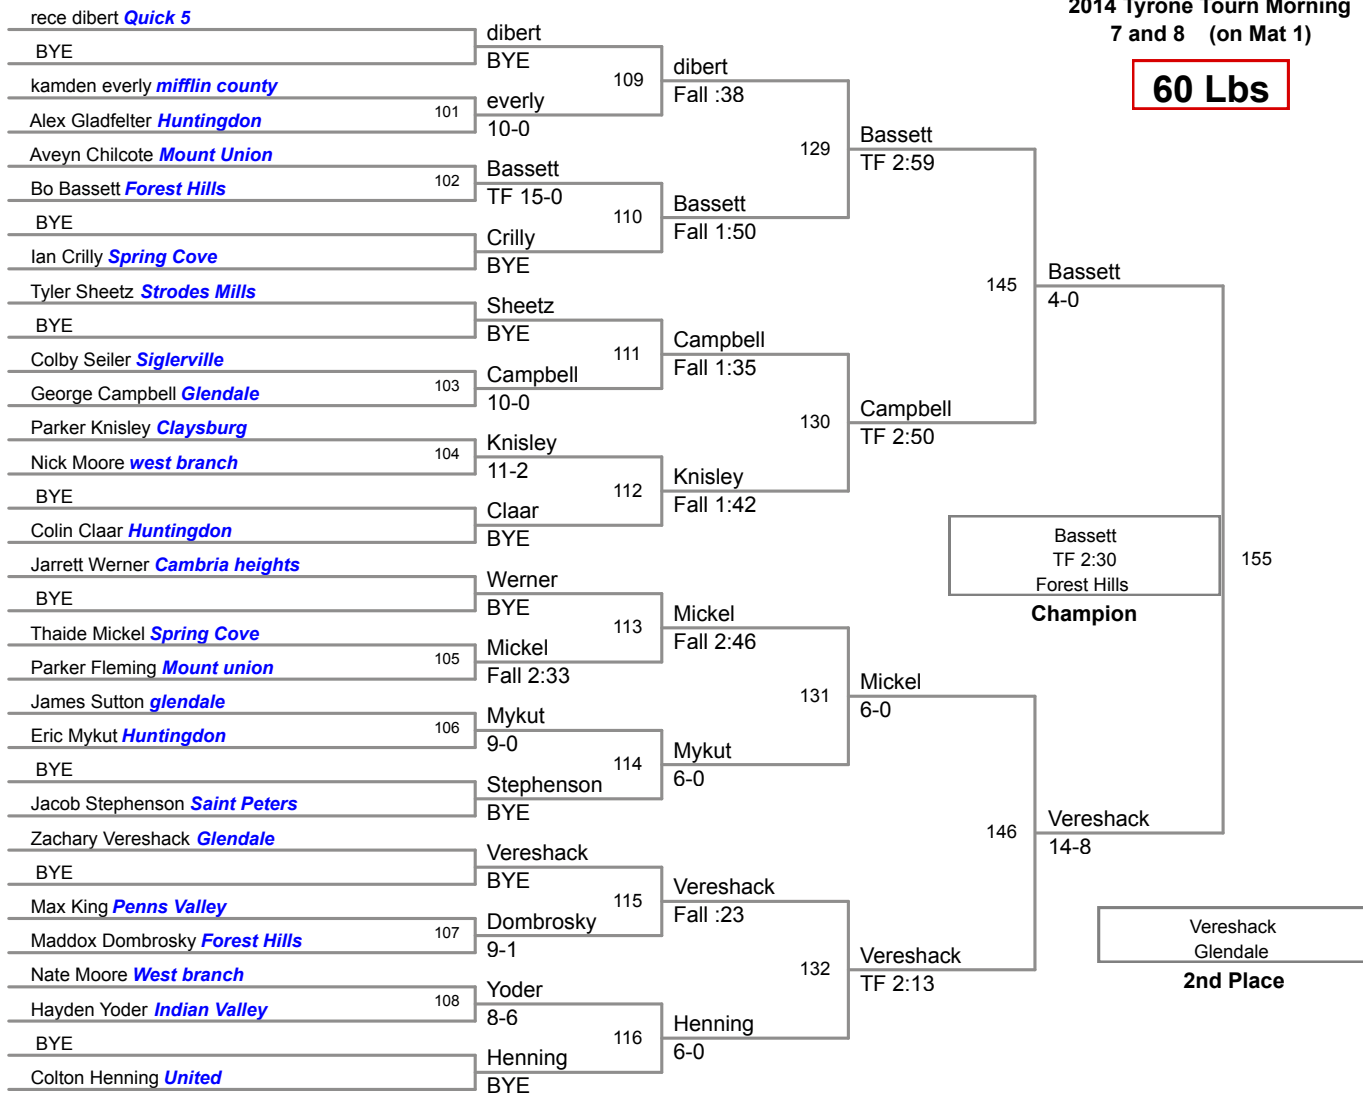 2014 Tyrone Tourn Morning
7 and 8 (on Mat 1)
60 Lbs
rece dibert Quick 5
BYE
kamden everly mifflin county
101
Alex Gladfelter Huntingdon
Aveyn Chilcote Mount Union
102
Bo Bassett Forest Hills
BYE
Ian Crilly Spring Cove
Tyler Sheetz Strodes Mills
BYE
Colby Seiler Siglerville
103
George Campbell Glendale
Parker Knisley Claysburg
104
Nick Moore west branch
BYE
Colin Claar Huntingdon
Jarrett Werner Cambria heights
BYE
Thaide Mickel Spring Cove
105
Parker Fleming Mount union
James Sutton glendale
106
Eric Mykut Huntingdon
BYE
Jacob Stephenson Saint Peters
Zachary Vereshack Glendale
BYE
Max King Penns Valley
107
Maddox Dombrosky Forest Hills
Nate Moore West branch
108
Hayden Yoder Indian Valley
BYE
Colton Henning United
dibert
BYE
109
everly
10-0
Bassett
TF 15-0
110
Crilly
BYE
Sheetz
BYE
111
Campbell
10-0
Knisley
11-2
112
Claar
BYE
Werner
BYE
113
Mickel
Fall 2:33
Mykut
9-0
114
Stephenson
BYE
Vereshack
BYE
115
Dombrosky
9-1
Yoder
8-6
116
Henning
BYE
dibert
Fall :38
129
Bassett
Fall 1:50
Campbell
Fall 1:35
130
Knisley
Fall 1:42
Mickel
Fall 2:46
131
Mykut
6-0
Vereshack
Fall :23
132
Henning
6-0
Bassett
TF 2:59
145
Campbell
TF 2:50
Mickel
6-0
146
Vereshack
TF 2:13
Bassett
4-0
155
Vereshack
14-8
Bassett
TF 2:30
Forest Hills
Champion
Vereshack
Glendale
2nd Place